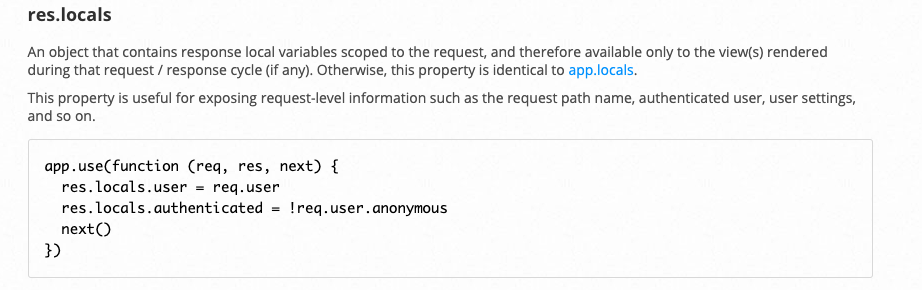 res.locals
An object that contains response local variables scoped to the request, and therefore available only to the view(s) rendered
during that request / response cycle (if any). Otherwise, this property is identical to app.locals.
This property is useful for exposing request-level information such as the request path name, authenticated user, user settings,
and so on.
app.use(function (req, res, next) {
  res.locals.user = req.user
  res.locals.authenticated = !req.user.anonymous
  next()
})